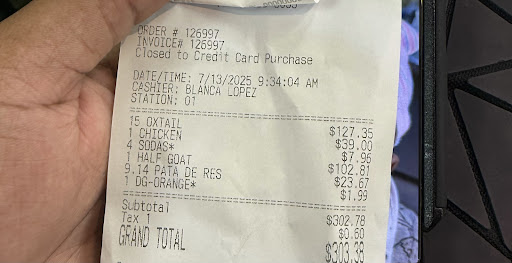 ORDER # 126997
INVOICE# 126997
Closed to Credit Card Purchase
DATE/TIME: 7/13/2025 9:34:04 AM
CASHIER: BLANCA LOPEZ
STATION: 01
15 OXTAIL $127.35
1 CHICKEN $39.00
4 SODAS* $7.96
1 HALF GOAT $102.81
9.14 PATA DE RES $23.67
1 DG-ORANGE* $1.99
Subtotal $302.78
Tax 1 $0.60
GRAND TOTAL $303.38